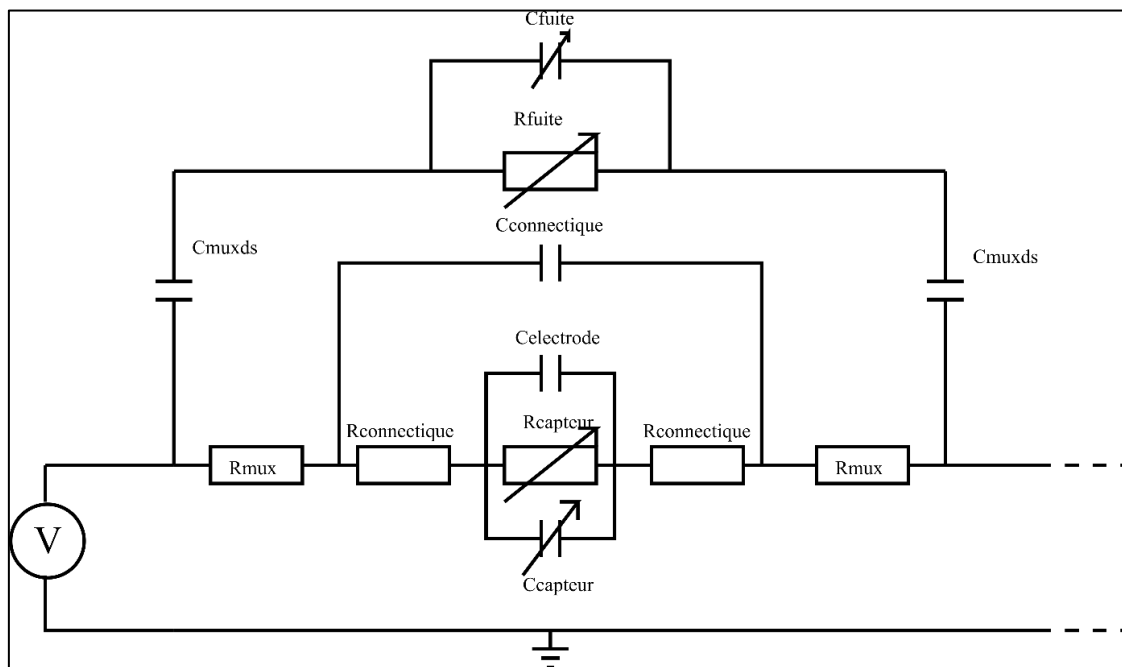 Cfuite
Rfuite
Cconnectique
Cmuxds
Cmuxds
Celectrode
Rcapteur
Rconnectique
Rconnectique
Rmux
Rmux
V
Ccapteur